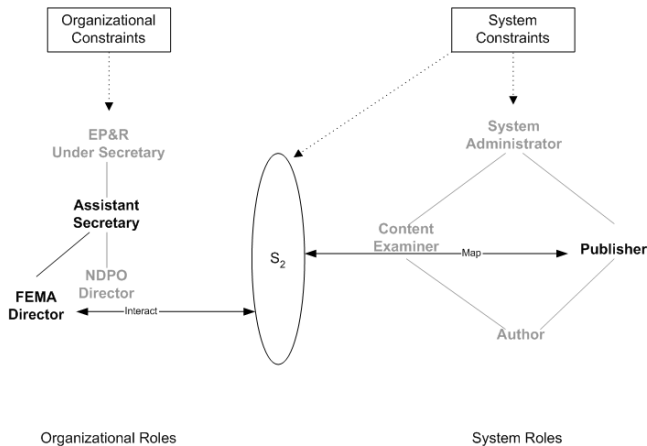 Organizational
Constraints
System
Constraints
EP&R
Under Secretary
System
Administrator
Assistant
Secretary
Content
Examiner
S2
Map
Publisher
NDPO
Director
FEMA
Director
Interact
Author
Organizational Roles
System Roles